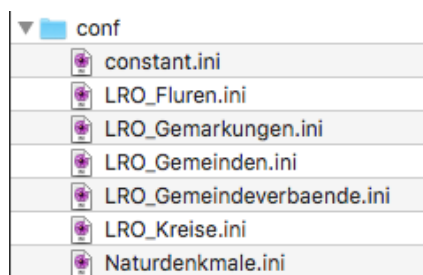 conf
constant.ini
LRO_Fluren.ini
LRO_Gemarkungen.ini
LRO_Gemeinden.ini
LRO_Gemeindeverbaende.ini
LRO_Kreise.ini
Naturdenkmale.ini